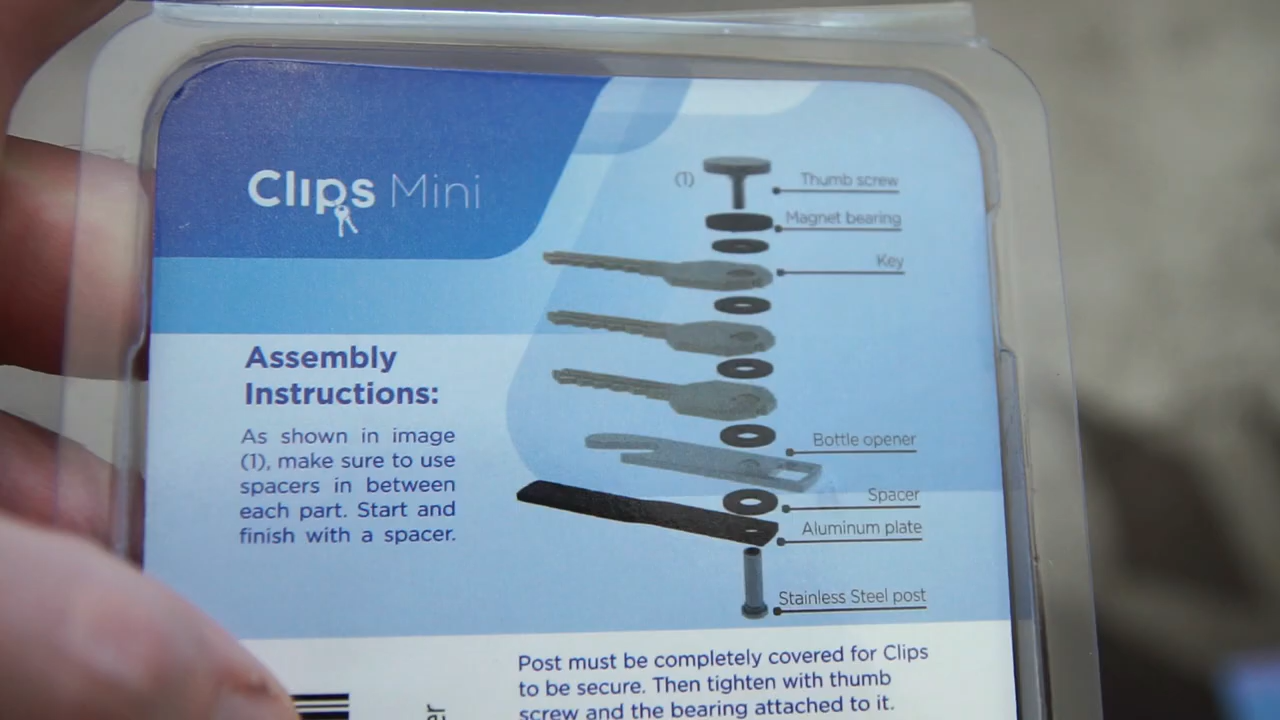 Clips Mini
(1)
Thumb screw
Magnet bearing
Key
Assembly
Instructions:
As shown in image
(1), make sure to use
spacers in between
each part. Start and
finish with a spacer.
Bottle opener
Spacer
Aluminum plate
Stainless Steel post
Post must be completely covered for Clips
to be secure. Then tighten with thumb
screw and the bearing attached to it.